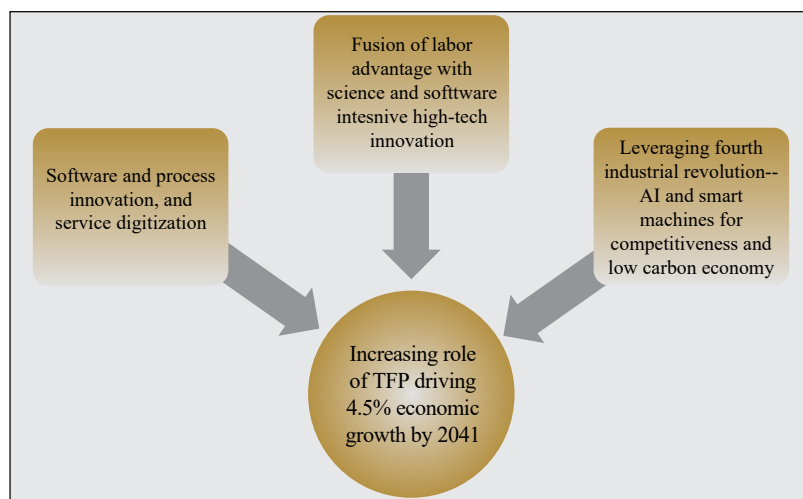 Fusion of labor
advantage with
science and softtware
intesnive high-tech
innovation
Software and process
innovation, and
service digitization
Leveraging fourth
industrial revolution--
AI and smart
machines for
competitiveness and
low carbon economy
Increasing role
of TFP driving
4.5% economic
growth by 2041